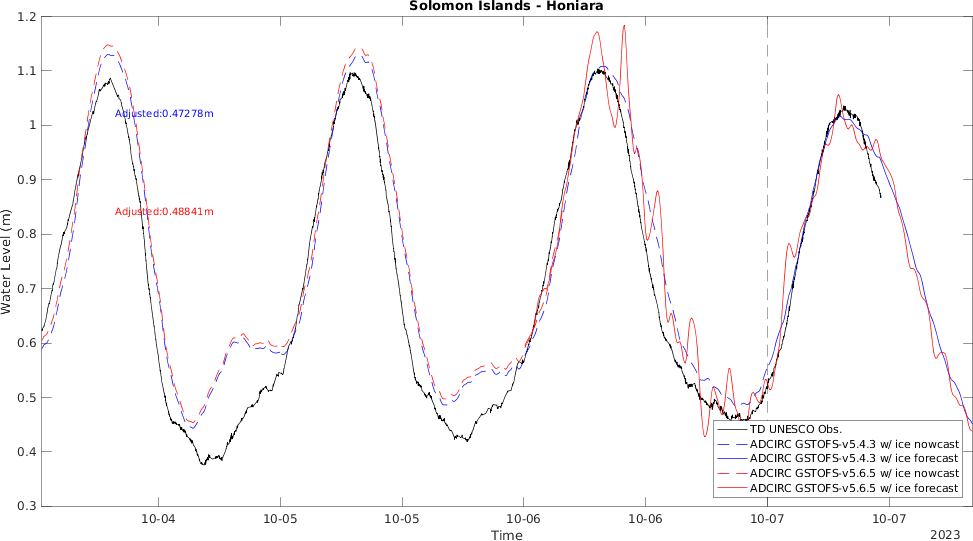 Solomon Islands - Honiara
1.2
1.1
1
0.9
0.8
0.7
0.6
0.5
0.4
0.3
Water Level (m)
Adjusted:0.47278m
Adjusted:0.48841m
TD UNESCO Obs.
ADCIRC GSTOFS-v5.4.3 w/ ice nowcast
ADCIRC GSTOFS-v5.4.3 w/ ice forecast
ADCIRC GSTOFS-v5.6.5 w/ ice nowcast
ADCIRC GSTOFS-v5.6.5 w/ ice forecast
10-04 10-05 10-05 10-06 10-06 10-07 10-07
Time
2023